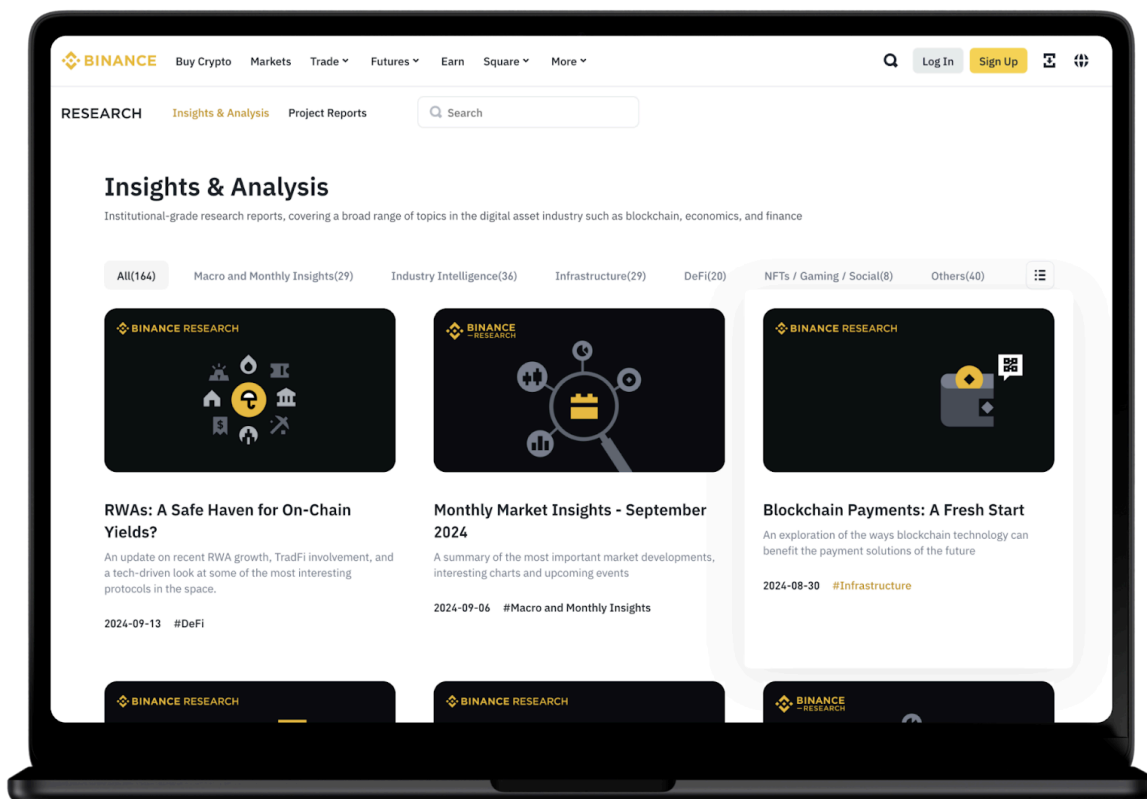 BINANCE Buy Crypto Markets Trade Futures Earn Square More Log In Sign Up
RESEARCH Insights & Analysis Project Reports Search
Insights & Analysis
Institutional-grade research reports, covering a broad range of topics in the digital asset industry such as blockchain, economics, and finance
All(164) Macro and Monthly Insights(29) Industry Intelligence(36) Infrastructure(29) DeFi(20) NFTs / Gaming / Social(8) Others(40)
BINANCE RESEARCH
$
RWAs: A Safe Haven for On-Chain
Yields?
An update on recent RWA growth, TradFi involvement, and
a tech-driven look at some of the most interesting
protocols in the space.
2024-09-13 #DeFi
BINANCE
RESEARCH
Monthly Market Insights - September
2024
A summary of the most important market developments,
interesting charts and upcoming events
2024-09-06 #Macro and Monthly Insights
BINANCE RESEARCH
Blockchain Payments: A Fresh Start
An exploration of the ways blockchain technology can
benefit the payment solutions of the future
2024-08-30 #Infrastructure
BINANCE RESEARCH
BINANCE RESEARCH
BINANCE
RESEARCH